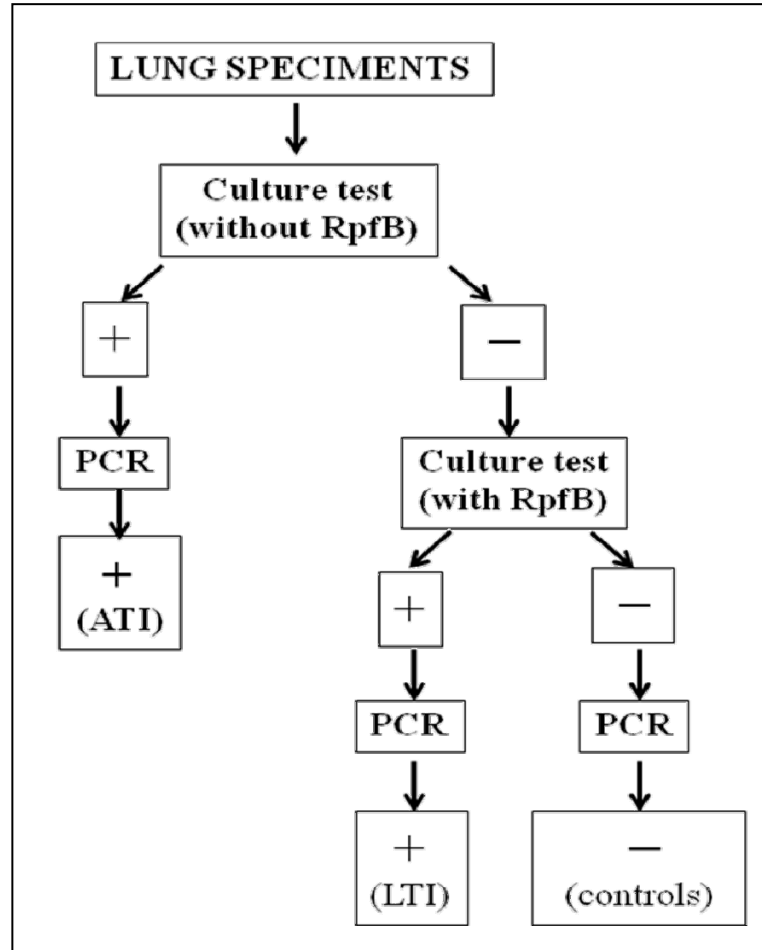 LUNG SPECIMENTS
Culture test
(without RpfB)
+
−
PCR
Culture test
(with RpfB)
+
(ATI)
+
−
PCR
PCR
+
(LTI)
−
(controls)